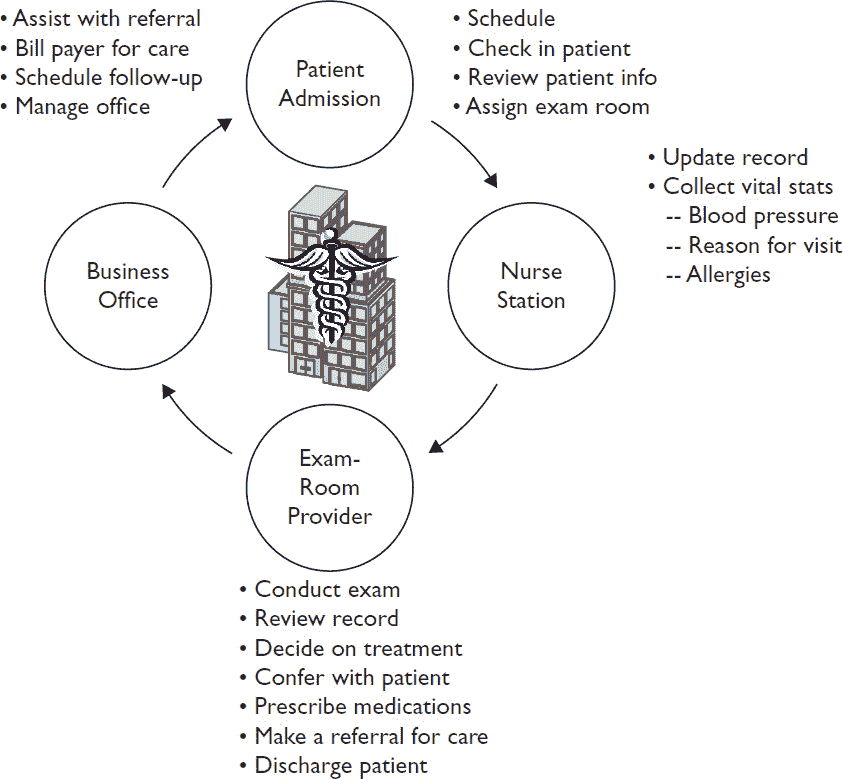 • Assist with referral
• Bill payer for care
• Schedule follow-up
• Manage office
Patient
Admission
• Schedule
• Check in patient
• Review patient info
• Assign exam room
• Update record
• Collect vital stats
-- Blood pressure
-- Reason for visit
-- Allergies
Business
Office
Nurse
Station
Exam-
Room
Provider
• Conduct exam
• Review record
• Decide on treatment
• Confer with patient
• Prescribe medications
• Make a referral for care
• Discharge patient